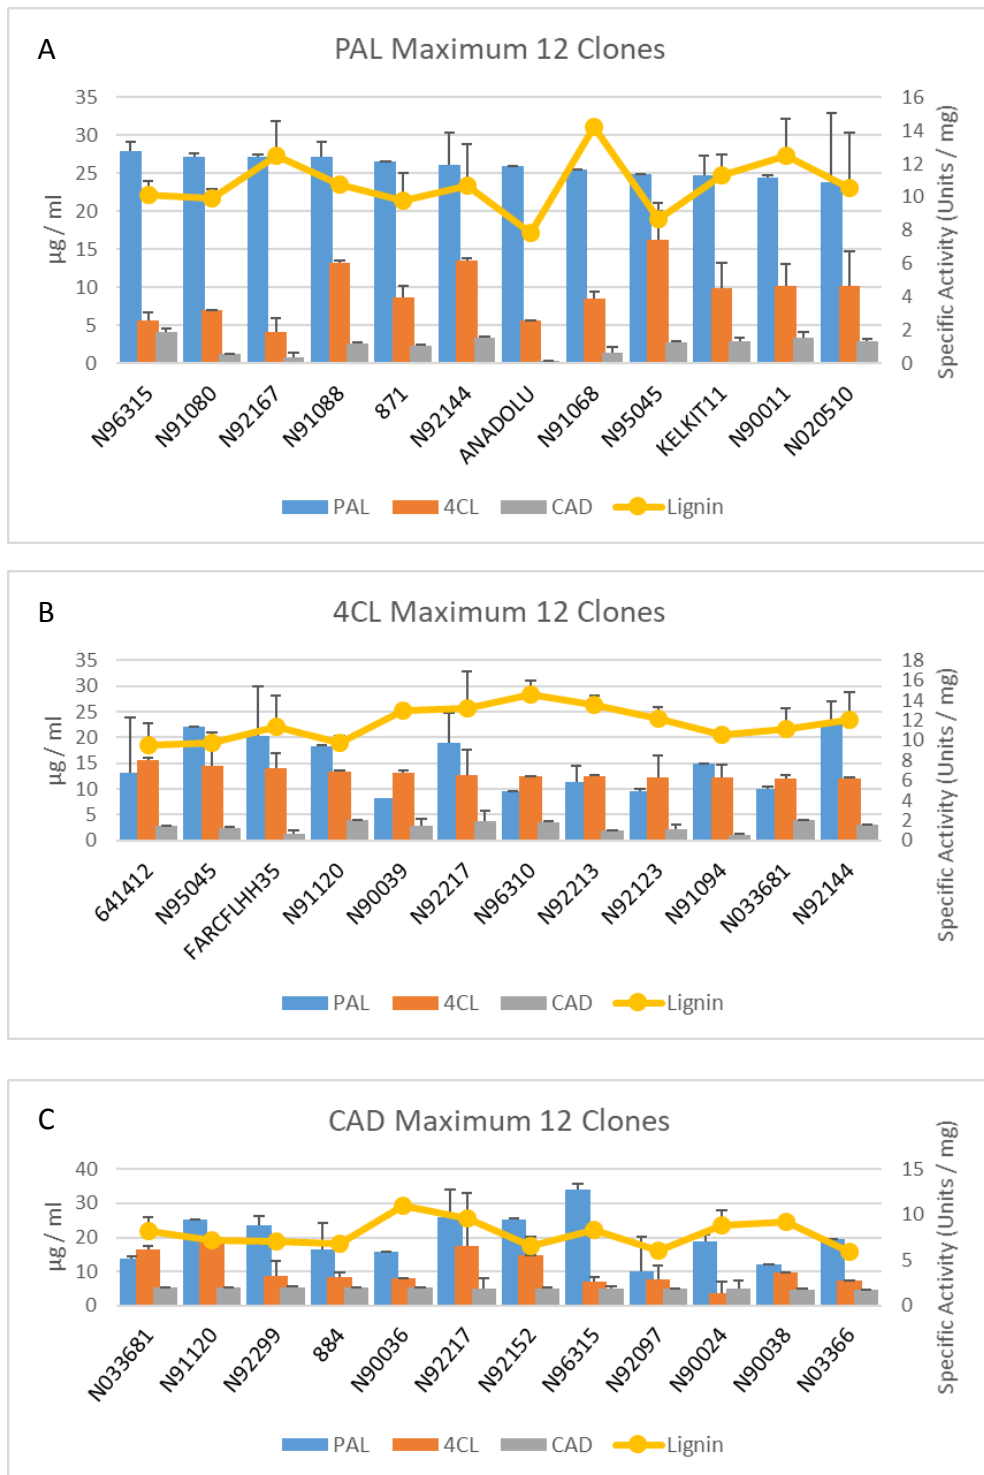 A
PAL Maximum 12 Clones
µg / ml
35
30
25
20
15
10
5
0
16
14
12
10
8
6
4
2
0
Specific Activity (Units / mg)
N96315
N91080
N92167
N91088
871
N92144
ANADOLU
N91068
N95045
KELKIT11
N90011
N020510
PAL 4CL CAD Lignin
B
4CL Maximum 12 Clones
µg / ml
35
30
25
20
15
10
5
0
18
16
14
12
10
8
6
4
2
0
Specific Activity (Units / mg)
641412
N95045
FARCFLHH35
N91120
N90039
N92217
N96310
N92213
N92123
N91094
N033681
N92144
PAL 4CL CAD Lignin
C
CAD Maximum 12 Clones
µg / ml
40
30
20
10
0
15
10
5
0
Specific Activity (Units / mg)
N033681
N91120
N92299
884
N90036
N92217
N92152
N96315
N92097
N90024
N90038
N03366
PAL 4CL CAD Lignin